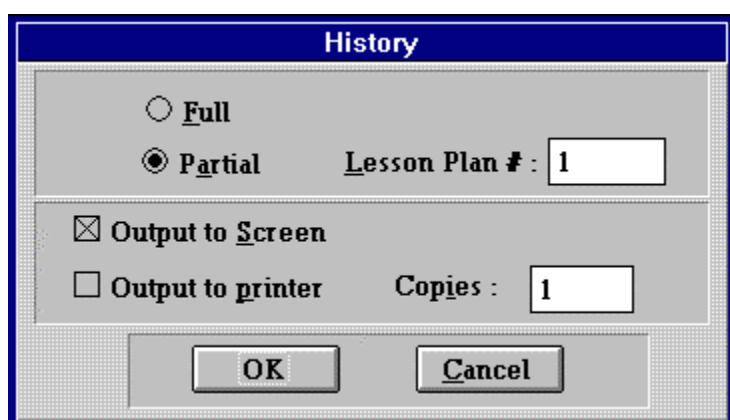 History
Full
Partial Lesson Plan # : 1
Output to Screen
Output to printer Copies : 1
OK Cancel